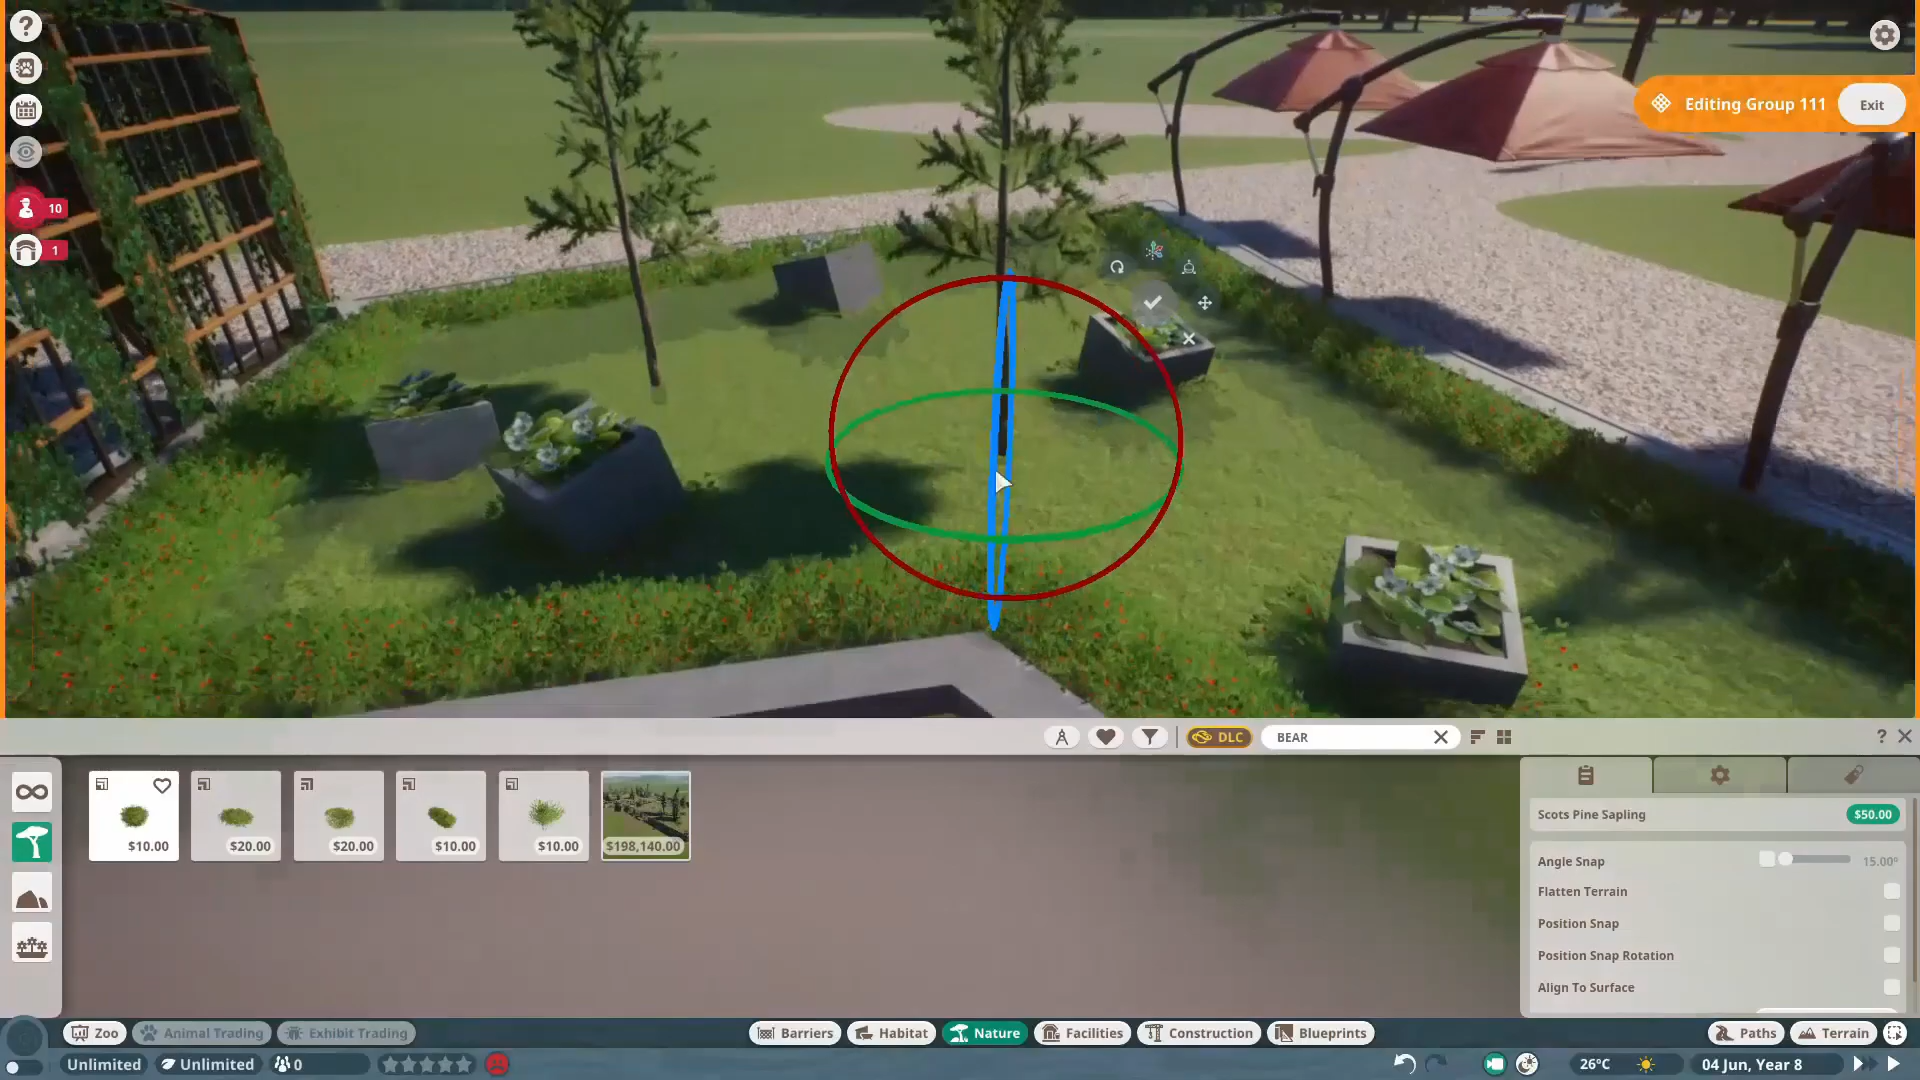 Editing Group 111
Exit
10
1
DLC
BEAR
?
$10.00
$20.00
$20.00
$10.00
$10.00
$198,140.00
Scots Pine Sapling
$50.00
Angle Snap
15.00°
Flatten Terrain
Position Snap
Position Snap Rotation
Align To Surface
Zoo
Animal Trading
Exhibit Trading
Barriers
Habitat
Nature
Facilities
Construction
Blueprints
Paths
Terrain
Unlimited
Unlimited
0
26°C
04 Jun, Year 8